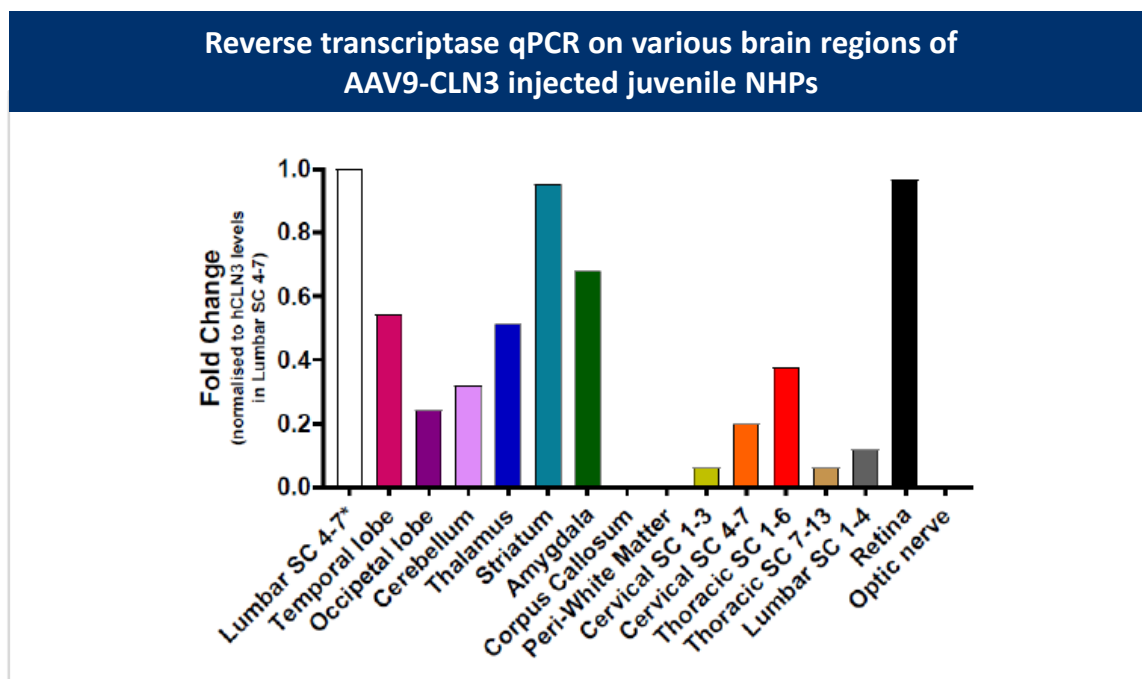 Reverse transcriptase qPCR on various brain regions of
AAV9-CLN3 injected juvenile NHPs
Fold Change
(normalised to hCLN3 levels
in Lumbar SC 4-7)
1.0
0.8
0.6
0.4
0.2
0.0
Lumbar SC 4-7*
Temporal lobe
Occipetal lobe
Cerebellum
Thalamus
Striatum
Amygdala
Corpus Callosum
Peri-White Matter
Cervical SC 1-3
Cervical SC 4-7
Thoracic SC 1-6
Thoracic SC 7-13
Lumbar SC 1-4
Retina
Optic nerve